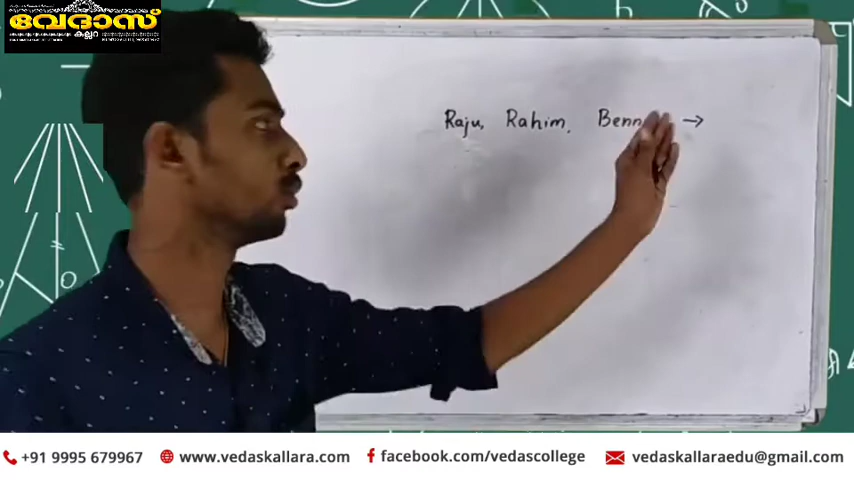 വേദാസ്
കല്ലറ
Raju, Rahim, Benn →
+91 9995 679967 www.vedaskallara.com facebook.com/vedascollege vedaskallaraedu@gmail.com